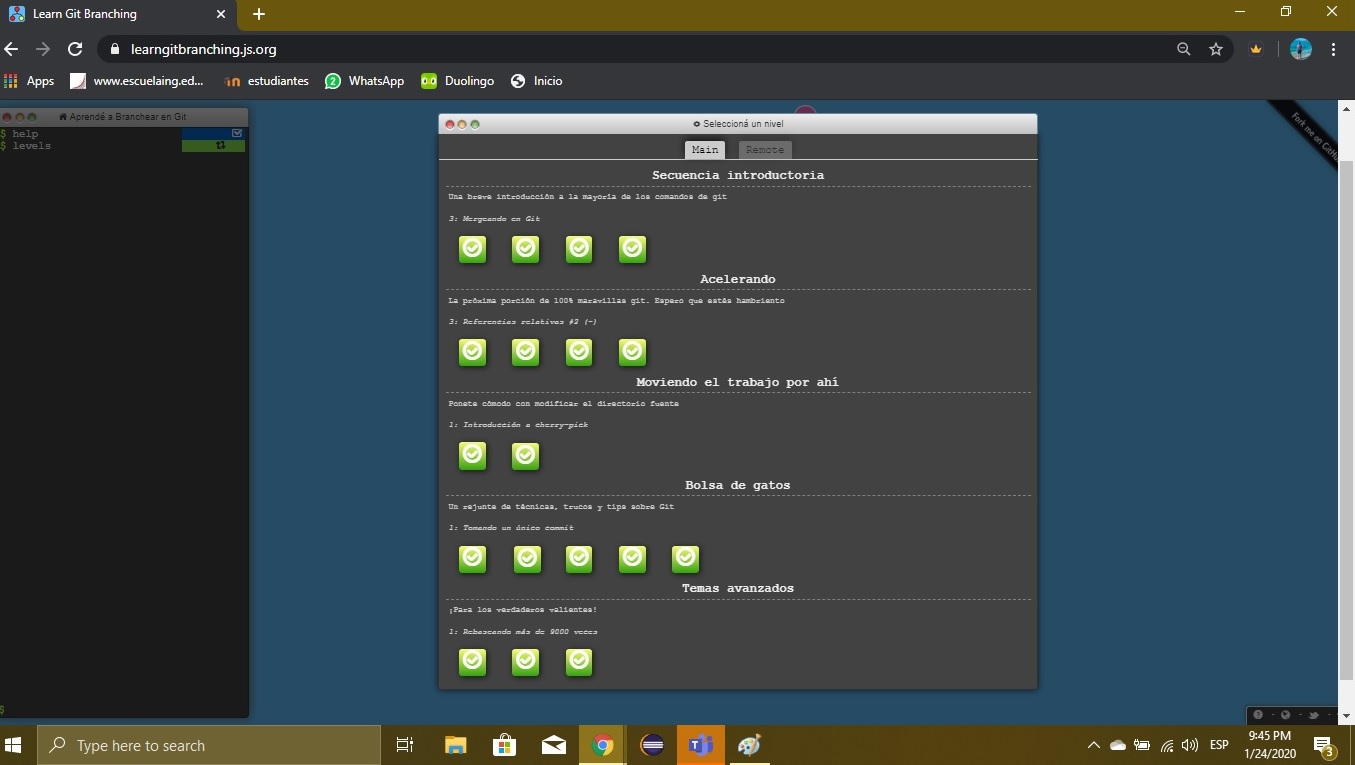 Learn Git Branching
learngitbranching.js.org
Apps
www.escuelaing.ed...
estudiantes
2
WhatsApp
Duolingo
Inicio
Aprendé a Branchear en Git
$ help
$ levels
$
Seleccioná un nivel
Main
Remote
Secuencia introductoria
Una breve introducción a la mayoría de los comandos de git
3: Mergeando en Git
Acelerando
La próxima porción de 100% maravillas git. Espero que estés hambriento
3: Referencias relativas #2 (~)
Moviendo el trabajo por ahí
Ponete cómodo con modificar el directorio fuente
1: Introducción a cherry-pick
Bolsa de gatos
Un rejunte de técnicas, trucos y tips sobre Git
1: Tomando un único commit
Temas avanzados
¡Para los verdaderos valientes!
1: Rebaseando más de 9000 veces
Fork me on GitHu
Type here to search
ESP
9:45 PM
1/24/2020
3